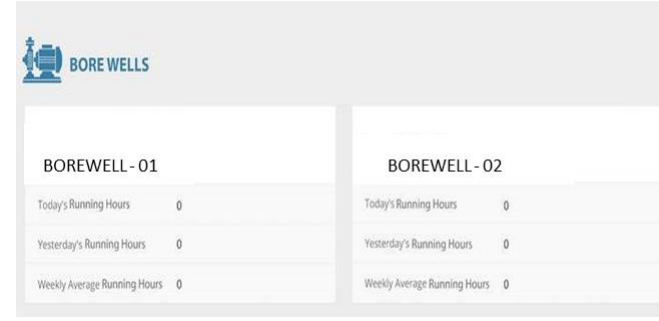 BORE WELLS
BOREWELL - 01
Today's Running Hours 0
Yesterday's Running Hours 0
Weekly Average Running Hours 0
BOREWELL - 02
Today's Running Hours 0
Yesterday's Running Hours 0
Weekly Average Running Hours 0